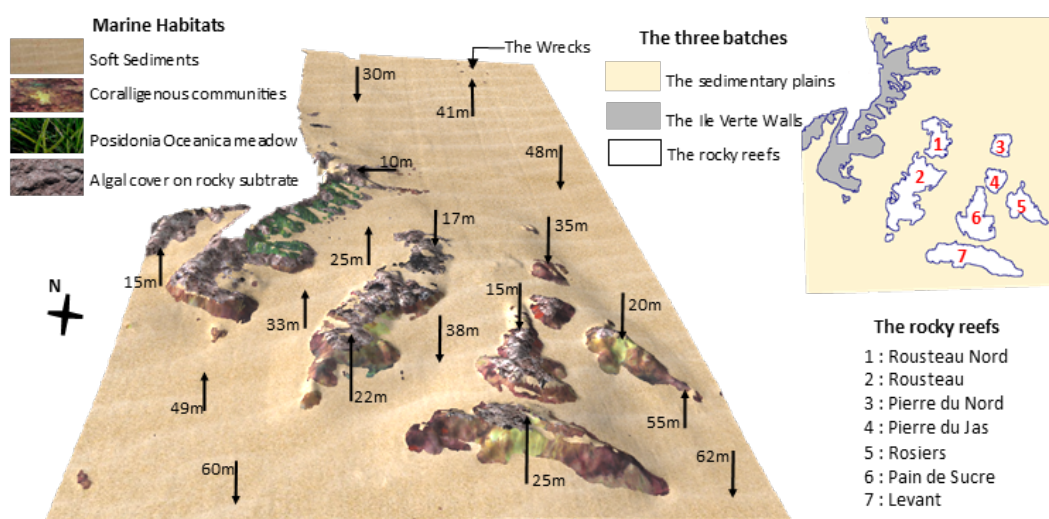 Marine Habitats
Soft Sediments
Coralligenous communities
Posidonia Oceanica meadow
Algal cover on rocky subtrate
The Wrecks
30m
41m
48m
10m
17m
35m
25m
15m
15m
20m
33m
38m
22m
49m
55m
60m
62m
25m
N
The three batches
The sedimentary plains
The Ile Verte Walls
The rocky reefs
1
2
3
4
5
6
7
The rocky reefs
1 : Rousteau Nord
2 : Rousteau
3 : Pierre du Nord
4 : Pierre du Jas
5 : Rosiers
6 : Pain de Sucre
7 : Levant